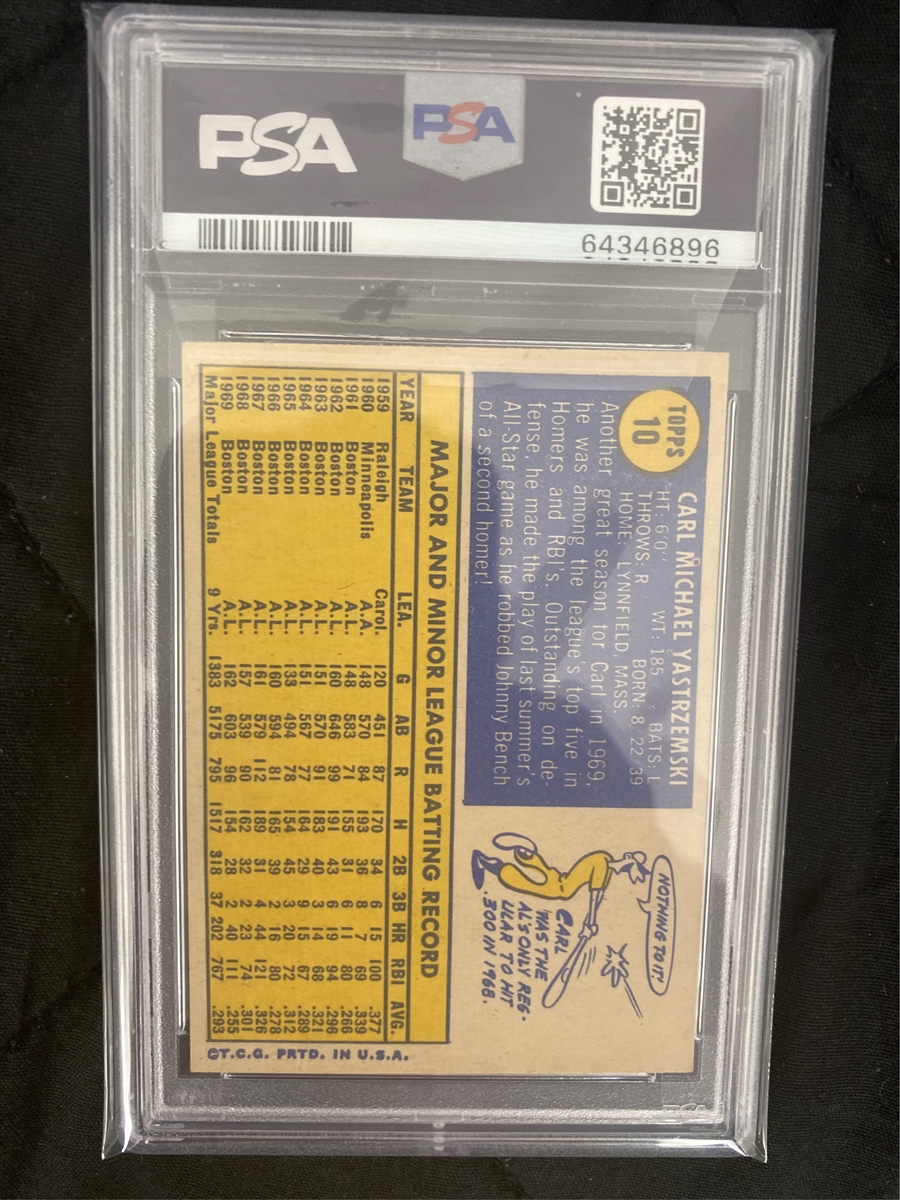 PSA
PSA
64346896
TOPPS
10
CARL MICHAEL YASTRZEMSKI
HT: 6'0" WT: 185 BATS: L
THROWS: R BORN: 8/22/39
HOME: LYNNFIELD, MASS.
Another great season for Carl in 1969,
he was among the league's top five in
Homers and RBI's. Outstanding on de-
fense, he made the play of last summer's
All-Star game as he robbed Johnny Bench
of a second homer!
NOTHING TO IT!
CARL
WAS THE
AL'S ONLY REG-
ULAR TO HIT
.300 IN 1968.
MAJOR AND MINOR LEAGUE BATTING RECORD
YEAR TEAM LEA. G AB R H 2B 3B HR RBI AVG.
1959 Raleigh Carol. 120 451 87 170 34 6 15 100 .377
1960 Minneapolis A.A. 148 570 84 193 36 8 7 69 .339
1961 Boston A.L. 148 583 71 155 31 6 11 80 .266
1962 Boston A.L. 160 646 99 191 43 6 19 94 .296
1963 Boston A.L. 151 570 91 183 40 3 14 68 .321
1964 Boston A.L. 151 567 77 164 29 9 15 67 .289
1965 Boston A.L. 133 494 78 154 45 3 20 72 .312
1966 Boston A.L. 160 594 81 165 39 2 16 80 .278
1967 Boston A.L. 161 579 112 189 31 4 44 121 .326
1968 Boston A.L. 157 539 90 162 32 2 23 74 .301
1969 Boston A.L. 162 603 96 154 28 2 40 111 .255
Major League Totals 9 Yrs. 1383 5175 795 1517 318 37 202 767 .293
©T.C.G. PRTD. IN U.S.A.
PSA